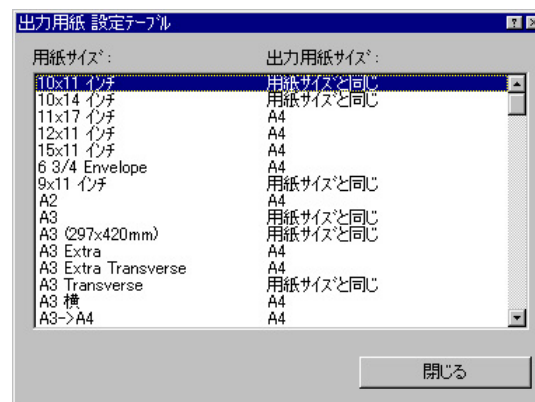 出力用紙 設定ﾃｰﾌﾞﾙ
用紙ｻｲｽﾞ: 出力用紙ｻｲｽﾞ:
10x11 ｲﾝﾁ 用紙ｻｲｽﾞと同じ
10x14 ｲﾝﾁ 用紙ｻｲｽﾞと同じ
11x17 ｲﾝﾁ A4
12x11 ｲﾝﾁ A4
15x11 ｲﾝﾁ A4
6 3/4 Envelope A4
9x11 ｲﾝﾁ 用紙ｻｲｽﾞと同じ
A2 A4
A3 用紙ｻｲｽﾞと同じ
A3 (297x420mm) 用紙ｻｲｽﾞと同じ
A3 Extra A4
A3 Extra Transverse A4
A3 Transverse 用紙ｻｲｽﾞと同じ
A3 横 A4
A3->A4 A4
閉じる